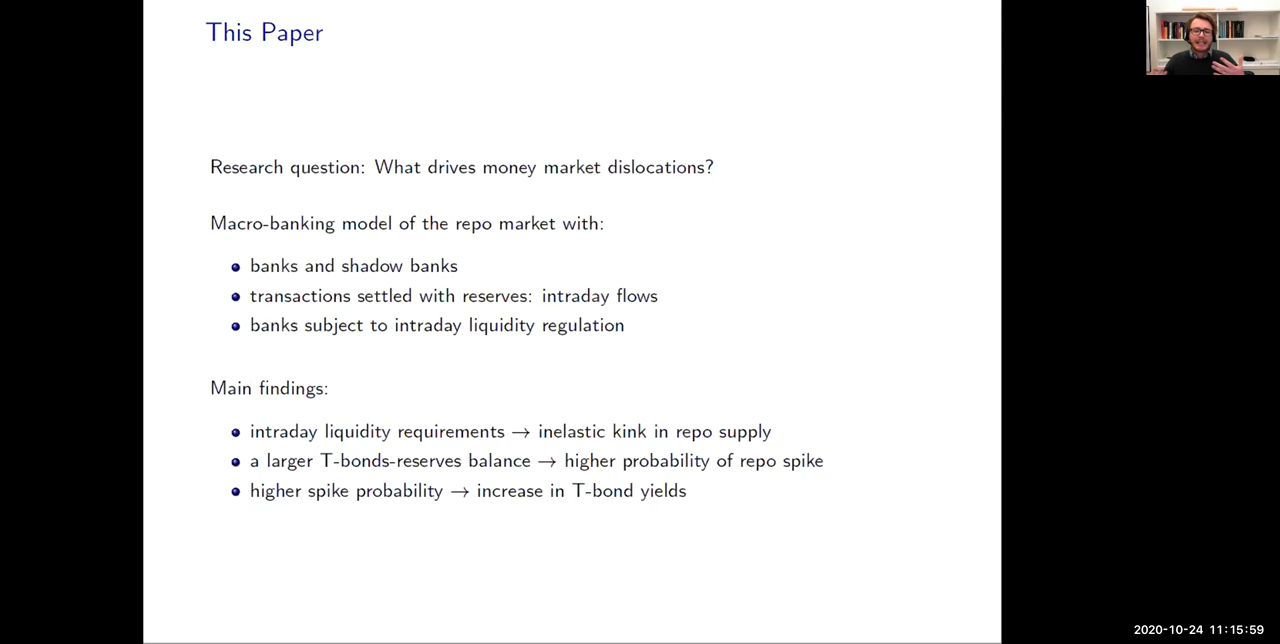 This Paper
Research question: What drives money market dislocations?
Macro-banking model of the repo market with:
banks and shadow banks
transactions settled with reserves: intraday flows
banks subject to intraday liquidity regulation
Main findings:
intraday liquidity requirements → inelastic kink in repo supply
a larger T-bonds-reserves balance → higher probability of repo spike
higher spike probability → increase in T-bond yields
2020-10-24 11:15:59